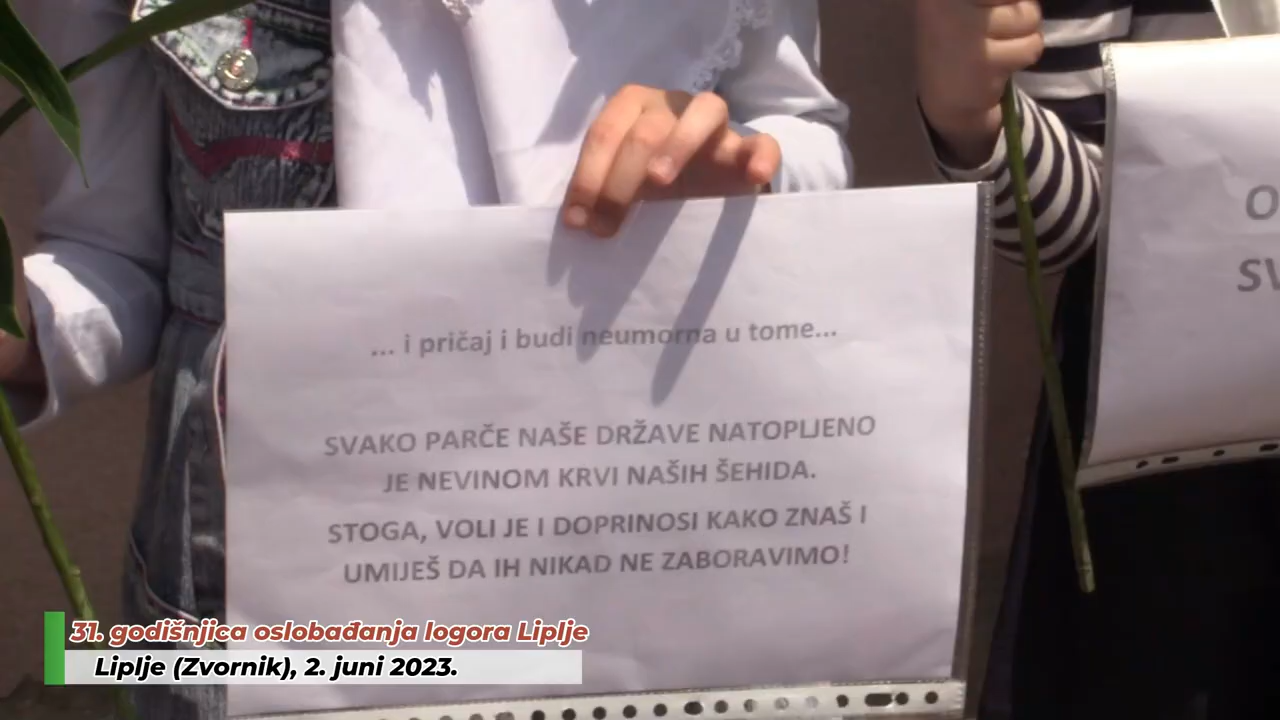 ... i pričaj i budi neumorna u tome...
SVAKO PARČE NAŠE DRŽAVE NATOPLJENO
JE NEVINOM KRVI NAŠIH ŠEHIDA.
STOGA, VOLI JE I DOPRINOSI KAKO ZNAŠ I
UMIJEŠ DA IH NIKAD NE ZABORAVIMO!
O
SV
31. godišnjica oslobađanja logora Liplje
Liplje (Zvornik), 2. juni 2023.